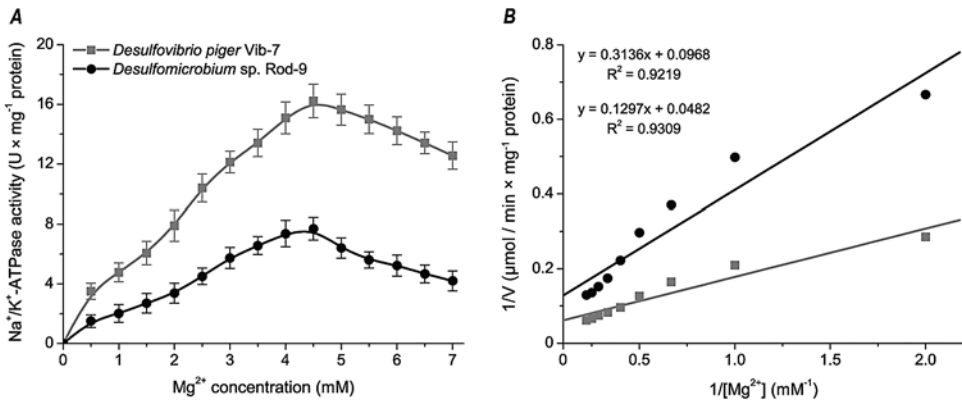 A
Na⁺/K⁺-ATPase activity (U × mg⁻¹ protein)
20
16
12
8
4
0
Desulfovibrio piger Vib-7
Desulfomicrobium sp. Rod-9
0 1 2 3 4 5 6 7
Mg²⁺ concentration (mM)
B
1/V (μmol / min × mg⁻¹ protein)
0.8
0.6
0.4
0.2
0
y = 0.3136x + 0.0968
R² = 0.9219
y = 0.1297x + 0.0482
R² = 0.9309
0 0.5 1.0 1.5 2.0
1/[Mg²⁺] (mM⁻¹)